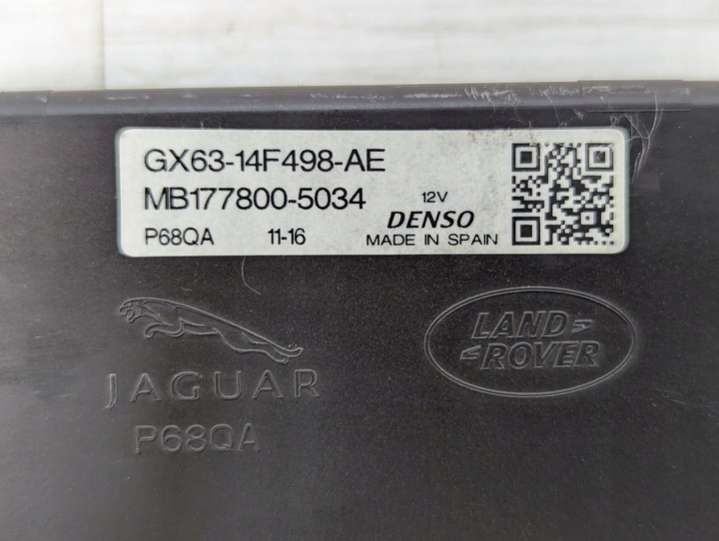 GX63-14F498-AE
MB177800-5034 12V
DENSO
P68QA 11-16 MADE IN SPAIN
JAGUAR
P68QA
LAND
ROVER